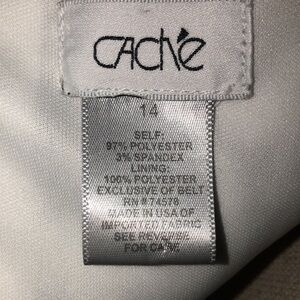 CACHÉ
14
SELF:
97% POLYESTER
3% SPANDEX
LINING:
100% POLYESTER
EXCLUSIVE OF BELT
RN # 74578
MADE IN USA OF
IMPORTED FABRIC
SEE REVERSE
FOR CARE